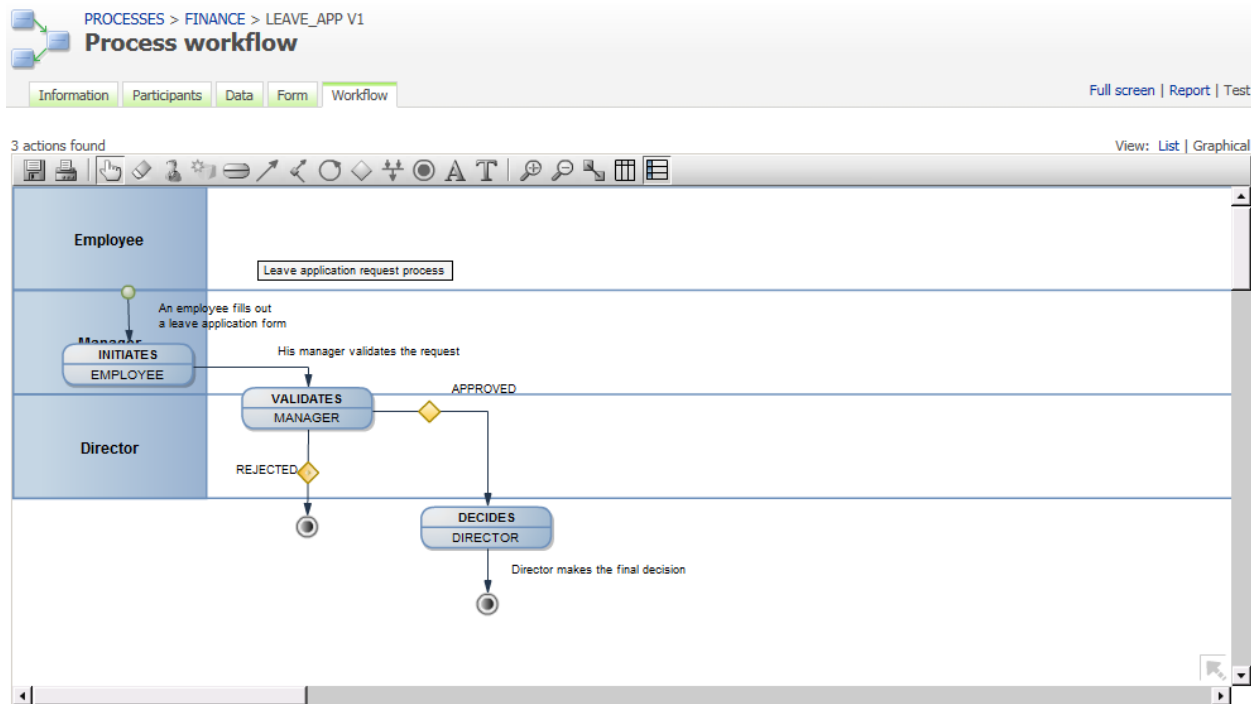 PROCESSES > FINANCE > LEAVE_APP V1
Process workflow
Information Participants Data Form Workflow
Full screen | Report | Test
3 actions found
View: List | Graphical
Employee
Leave application request process
An employee fills out
a leave application form
Manager
INITIATES
EMPLOYEE
His manager validates the request
VALIDATES
MANAGER
APPROVED
Director
REJECTED
DECIDES
DIRECTOR
Director makes the final decision